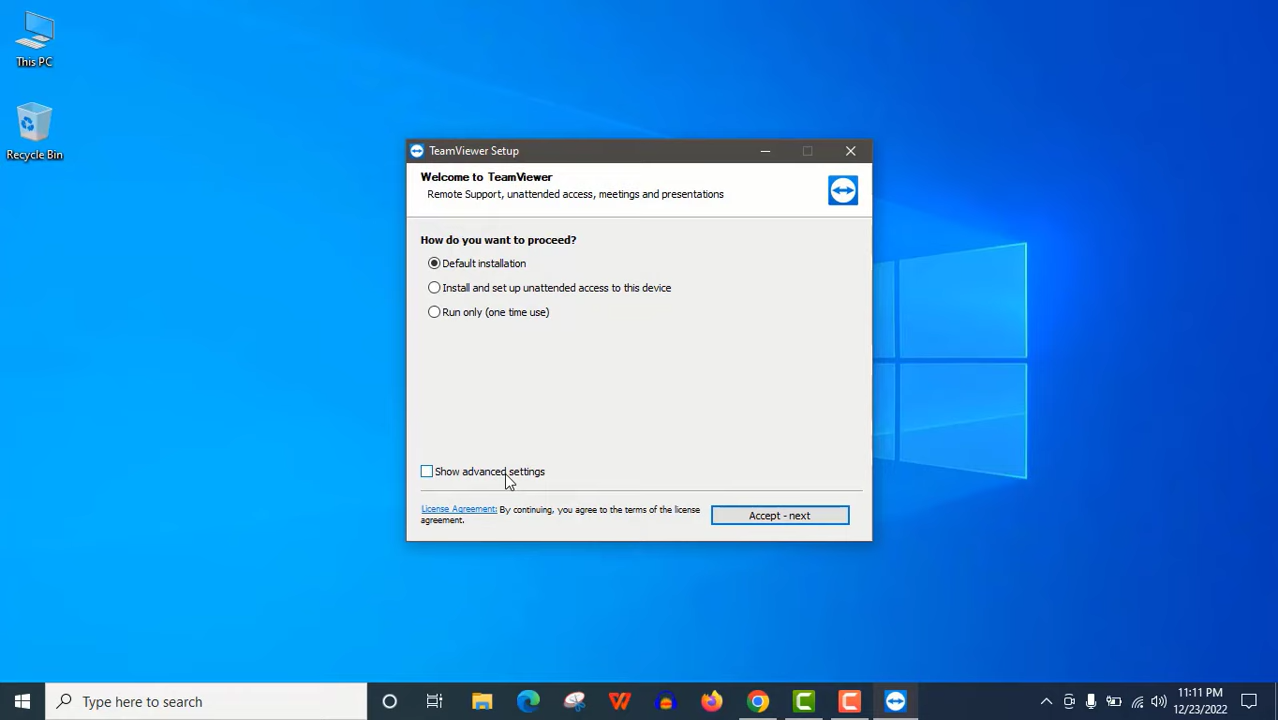 This PC
Recycle Bin
TeamViewer Setup
Welcome to TeamViewer
Remote Support, unattended access, meetings and presentations
How do you want to proceed?
Default installation
Install and set up unattended access to this device
Run only (one time use)
Show advanced settings
License Agreement: By continuing, you agree to the terms of the license
agreement.
Accept - next
Type here to search
11:11 PM
12/23/2022